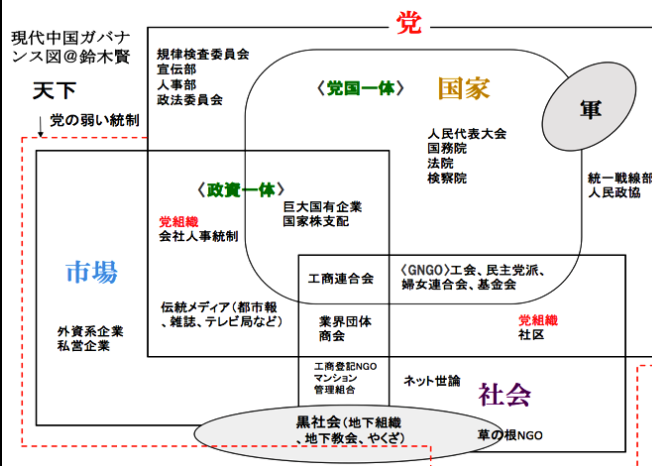 党
現代中国ガバナ
ンス図@鈴木賢
天下
党の弱い統制
規律検査委員会
宣伝部
人事部
政法委員会
〈党国一体〉
国家
軍
人民代表大会
国務院
法院
検察院
統一戦線部
人民政協
〈政資一体〉
党組織
会社人事統制
巨大国有企業
国家株支配
市場
工商連合会
〈GNGO〉工会、民主党派、
婦女連合会、基金会
伝統メディア(都市報
、雑誌、テレビ局など)
業界団体
商会
党組織
社区
外資系企業
私営企業
工商登記NGO
マンション
管理組合
ネット世論
社会
黒社会(地下組織
、地下教会、やくざ)
草の根NGO